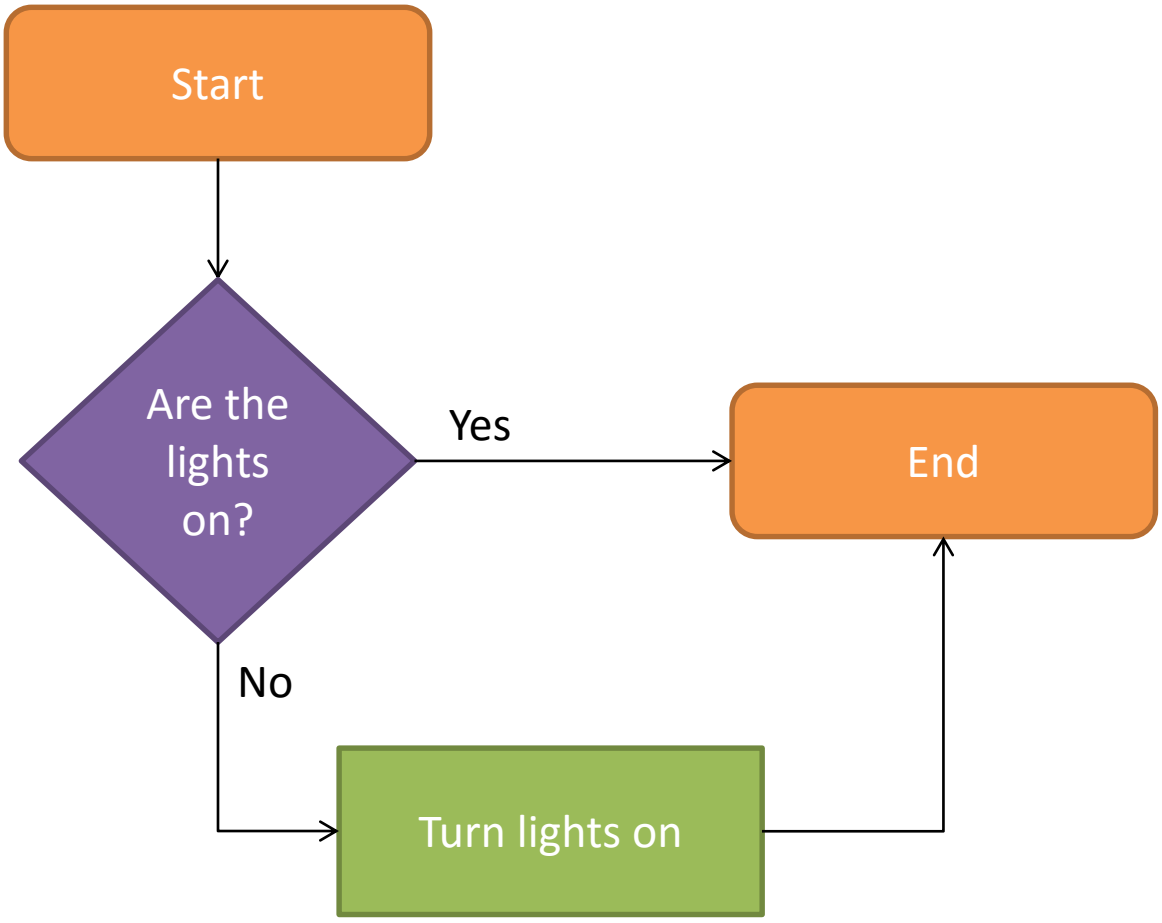 Start
Are the
lights
on?
Yes
End
No
Turn lights on